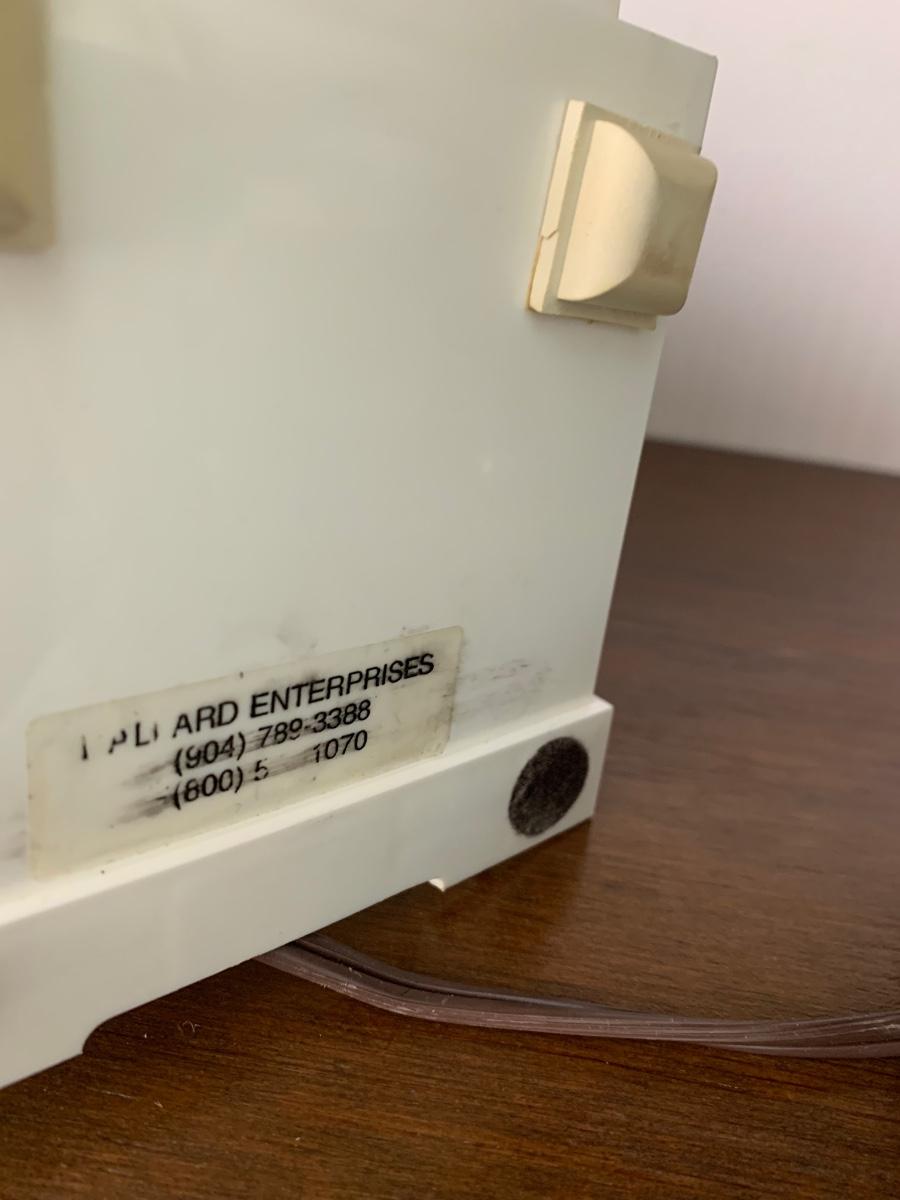 ARD ENTERPRISES
(904) 789-3388
(800) 5 1070